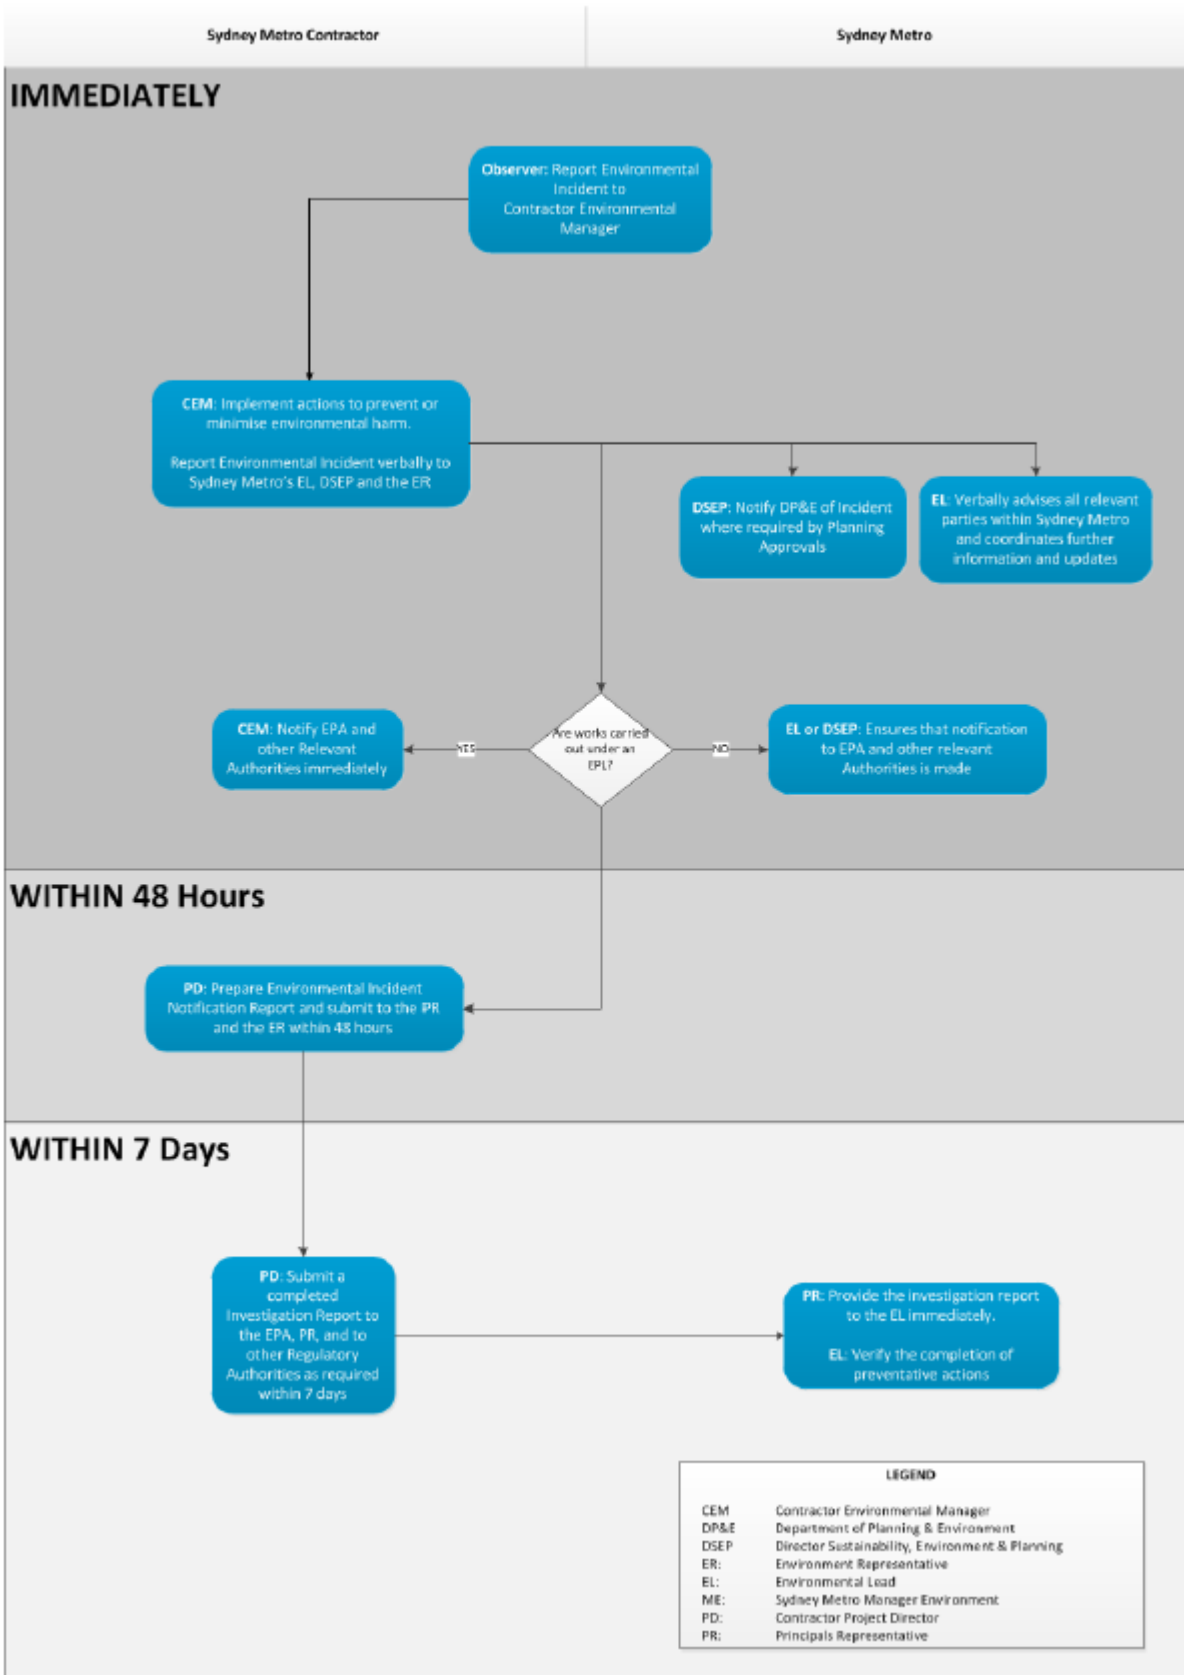 Sydney Metro Contractor
Sydney Metro
IMMEDIATELY
Observer: Report Environmental
Incident to
Contractor Environmental
Manager
CEM: Implement actions to prevent or
minimise environmental harm.
Report Environmental Incident verbally to
Sydney Metro's EL, DSEP and the ER
DSEP: Notify DP&E of Incident
where required by Planning
Approvals
EL: Verbally advises all relevant
parties within Sydney Metro
and coordinates further
information and updates
CEM: Notify EPA and
other Relevant
Authorities immediately
YES
Are works carried
out under an
EPL?
NO
EL or DSEP: Ensures that notification
to EPA and other relevant
Authorities is made
WITHIN 48 Hours
PD: Prepare Environmental Incident
Notification Report and submit to the PR
and the ER within 48 hours
WITHIN 7 Days
PD: Submit a
completed
Investigation Report to
the EPA, PR, and to
other Regulatory
Authorities as required
within 7 days
PR: Provide the investigation report
to the EL immediately.
EL: Verify the completion of
preventative actions
LEGEND
CEM Contractor Environmental Manager
DP&E Department of Planning & Environment
DSEP Director Sustainability, Environment & Planning
ER: Environment Representative
EL: Environmental Lead
ME: Sydney Metro Manager Environment
PD: Contractor Project Director
PR: Principals Representative